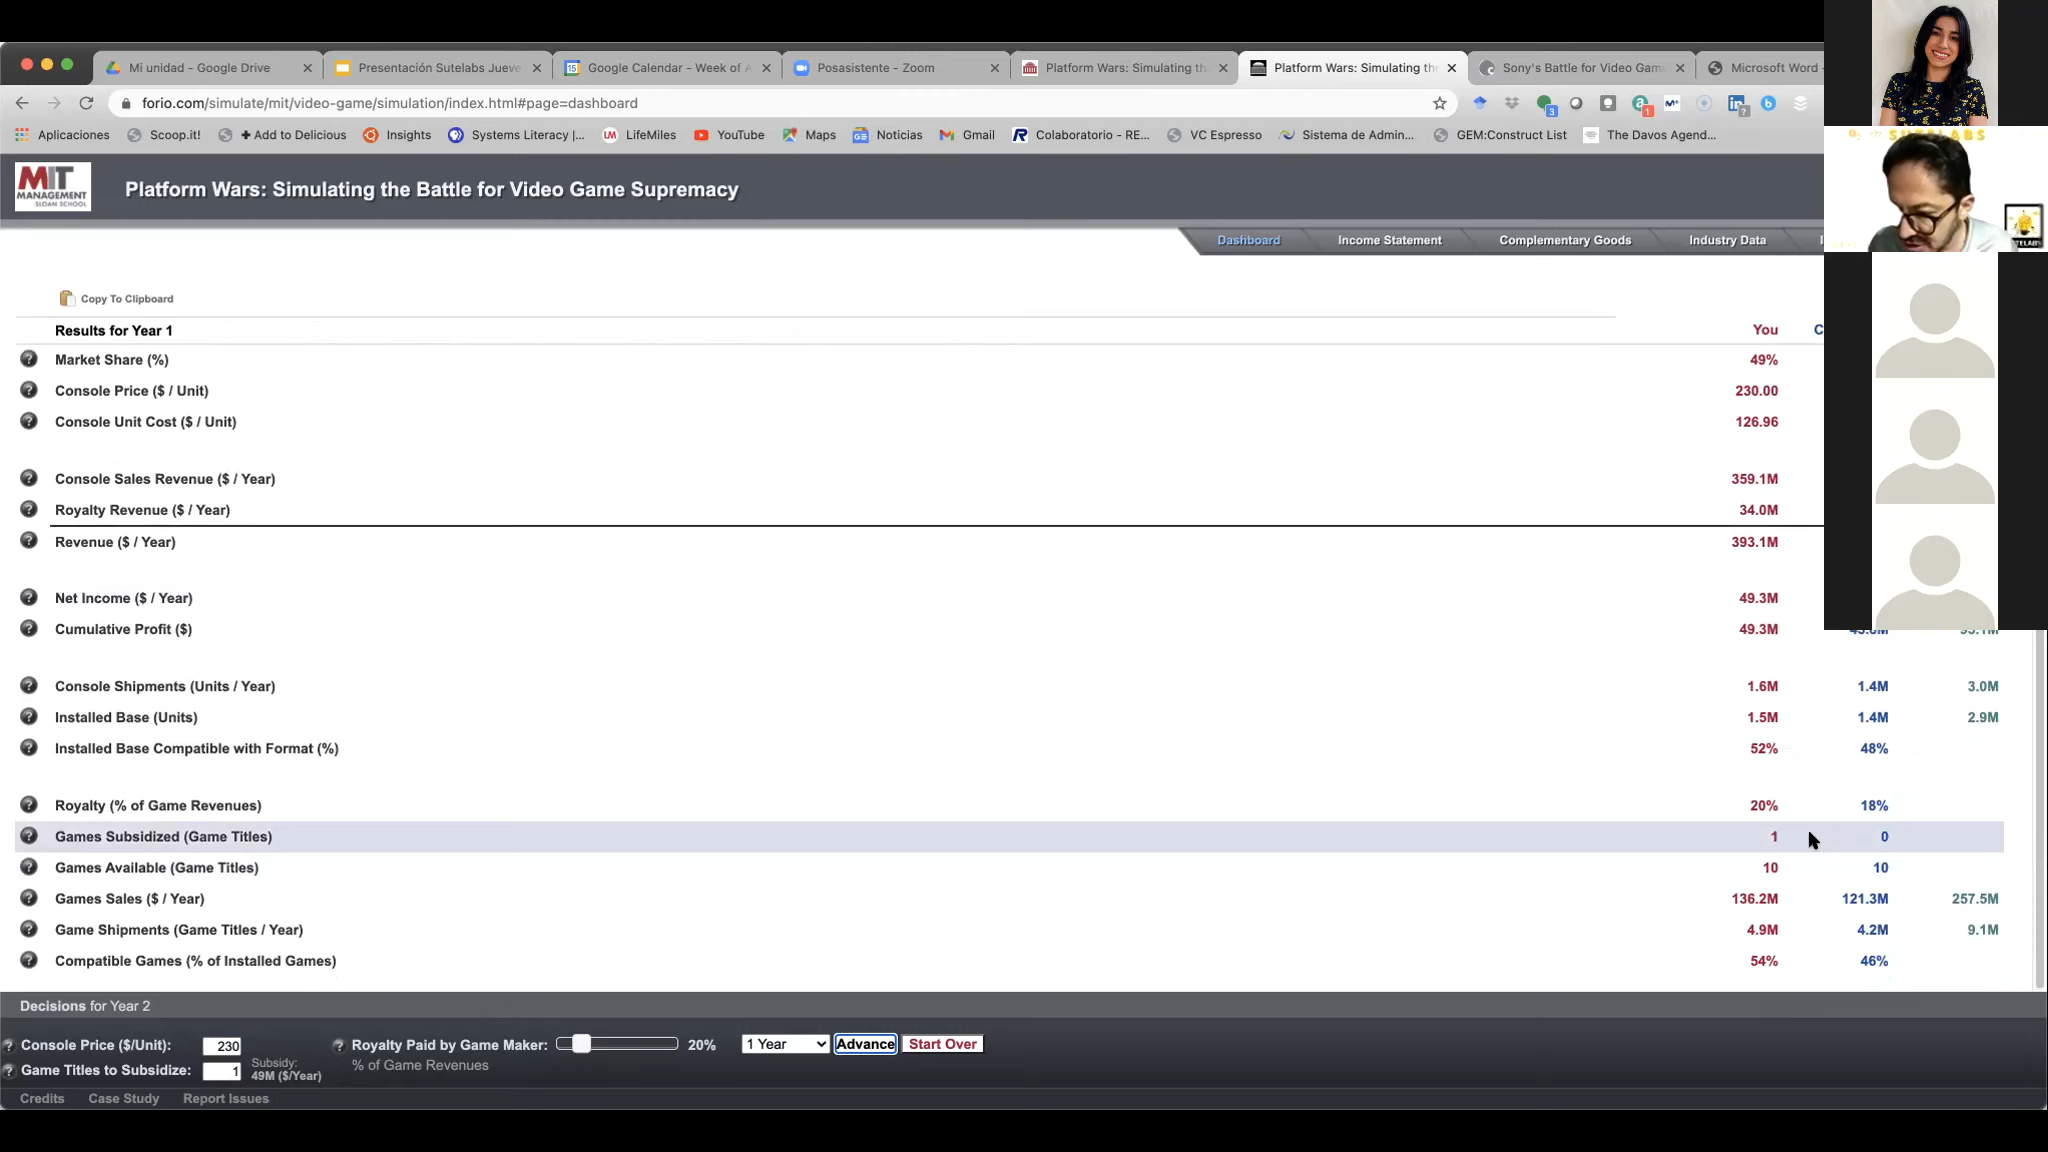 Mi unidad - Google Drive
Presentación Sutelabs Jueve
Google Calendar - Week of A
Posasistente - Zoom
Platform Wars: Simulating th
Platform Wars: Simulating the
Sony's Battle for Video Gam
Microsoft Word -
forio.com/simulate/mit/video-game/simulation/index.html#page=dashboard
Aplicaciones Scoop.it! + Add to Delicious Insights Systems Literacy |... LifeMiles YouTube Maps Noticias Gmail Colaboratorio - RE... VC Espresso Sistema de Admin... GEM:Construct List The Davos Agend...
SUTELABS
MIT
MANAGEMENT
SLOAN SCHOOL
Platform Wars: Simulating the Battle for Video Game Supremacy
Dashboard Income Statement Complementary Goods Industry Data
Copy To Clipboard
Results for Year 1 You C
Market Share (%) 49%
Console Price ($ / Unit) 230.00
Console Unit Cost ($ / Unit) 126.96
Console Sales Revenue ($ / Year) 359.1M
Royalty Revenue ($ / Year) 34.0M
Revenue ($ / Year) 393.1M
Net Income ($ / Year) 49.3M
Cumulative Profit ($) 49.3M
Console Shipments (Units / Year) 1.6M 1.4M 3.0M
Installed Base (Units) 1.5M 1.4M 2.9M
Installed Base Compatible with Format (%) 52% 48%
Royalty (% of Game Revenues) 20% 18%
Games Subsidized (Game Titles) 1 0
Games Available (Game Titles) 10 10
Games Sales ($ / Year) 136.2M 121.3M 257.5M
Game Shipments (Game Titles / Year) 4.9M 4.2M 9.1M
Compatible Games (% of Installed Games) 54% 46%
Decisions for Year 2
Console Price ($/Unit): 230 Royalty Paid by Game Maker: 20% 1 Year Advance Start Over
Game Titles to Subsidize: 1 Subsidy: 49M ($/Year) % of Game Revenues
Credits Case Study Report Issues